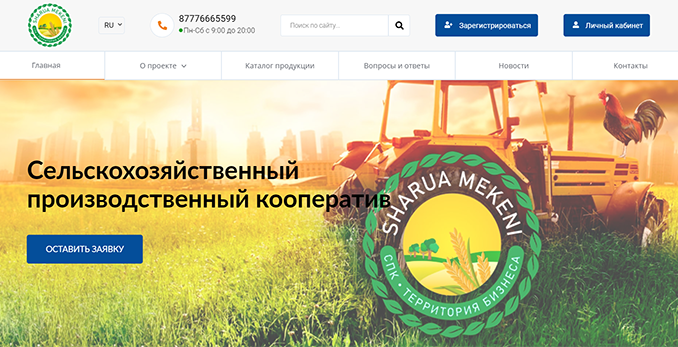 SHARUA MEKENI
RU
87776665599
Пн-Сб с 9:00 до 20:00
Поиск по сайту...
Зарегистрироваться
Личный кабинет
Главная
О проекте
Каталог продукции
Вопросы и ответы
Новости
Контакты
Сельскохозяйственный
производственный кооператив
ОСТАВИТЬ ЗАЯВКУ
SHARUA MEKENI
СПК • ТЕРРИТОРИЯ БИЗНЕСА